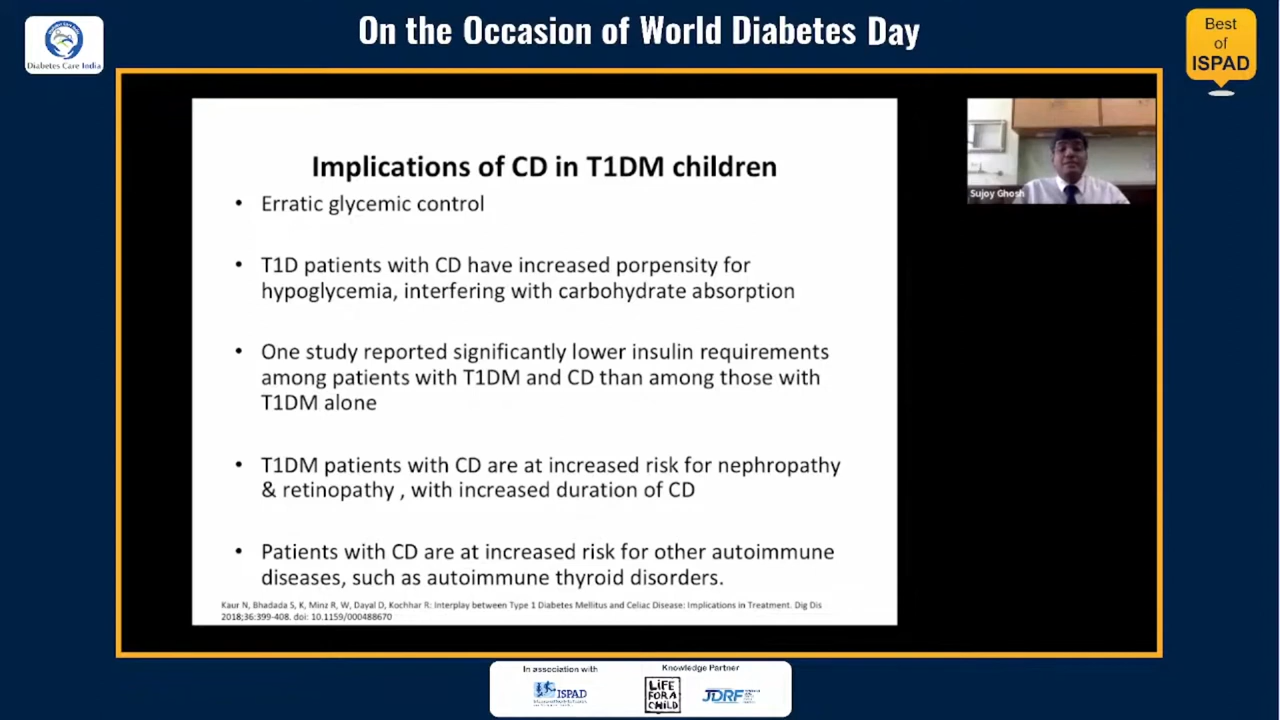 On the Occasion of World Diabetes Day
Diabetes Care India
Best
of
ISPAD
Implications of CD in T1DM children
• Erratic glycemic control
• T1D patients with CD have increased porpensity for
hypoglycemia, interfering with carbohydrate absorption
• One study reported significantly lower insulin requirements
among patients with T1DM and CD than among those with
T1DM alone
• T1DM patients with CD are at increased risk for nephropathy
& retinopathy , with increased duration of CD
• Patients with CD are at increased risk for other autoimmune
diseases, such as autoimmune thyroid disorders.
Kaur N, Bhadada S, K, Minz R, W, Dayal D, Kochhar R: Interplay between Type 1 Diabetes Mellitus and Celiac Disease: Implications in Treatment. Dig Dis
2018;36:399-408. doi: 10.1159/000488670
Sujoy Ghosh
In association with
ISPAD
Knowledge Partner
LiFE
FOR A
CHiLD
JDRF